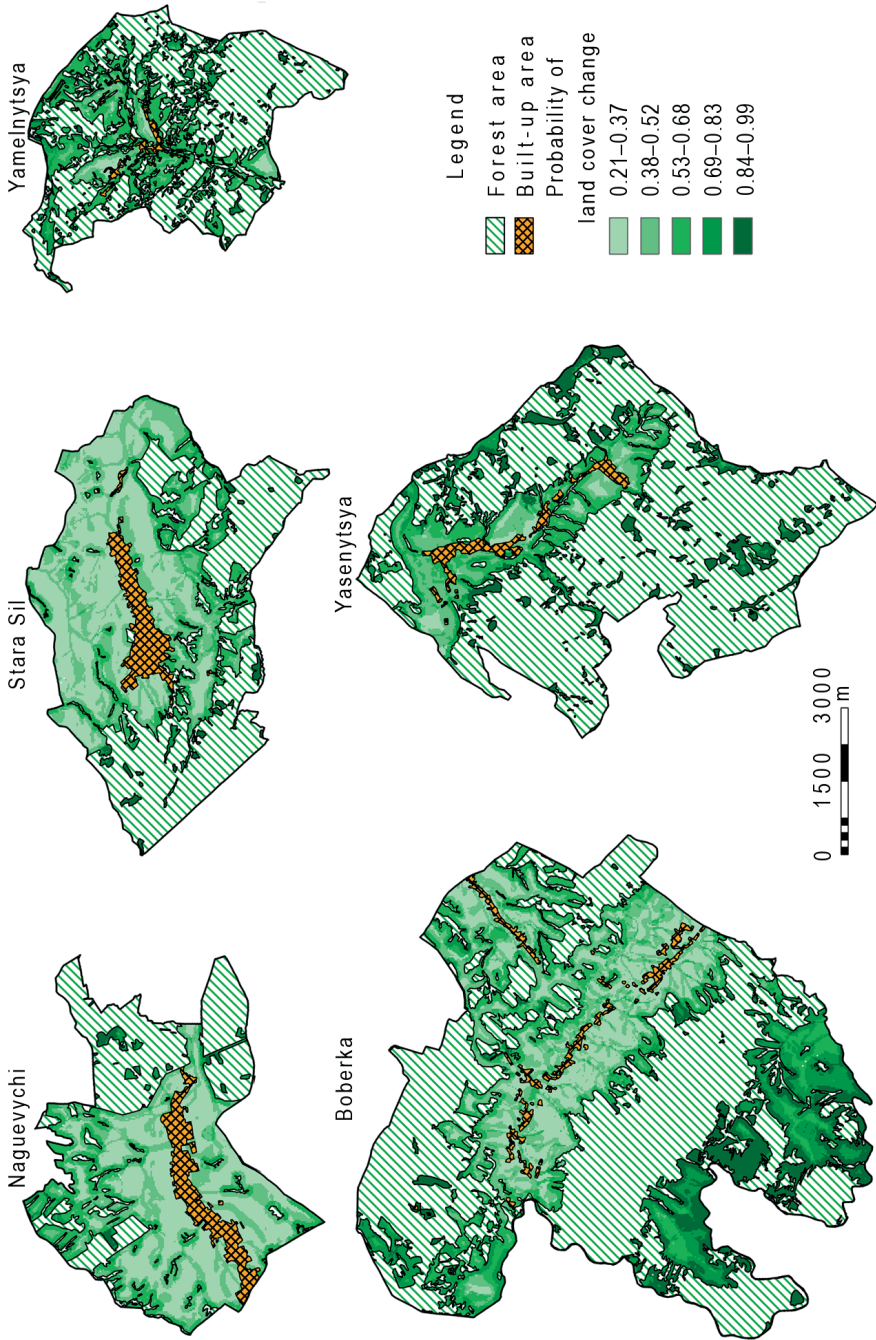 Naguevychi
Stara Sil
Yamelnytsya
Boberka
Yasenytsya
Legend
Forest area
Built-up area
Probability of
land cover change
0.21–0.37
0.38–0.52
0.53–0.68
0.69–0.83
0.84–0.99
0 1500 3000
m